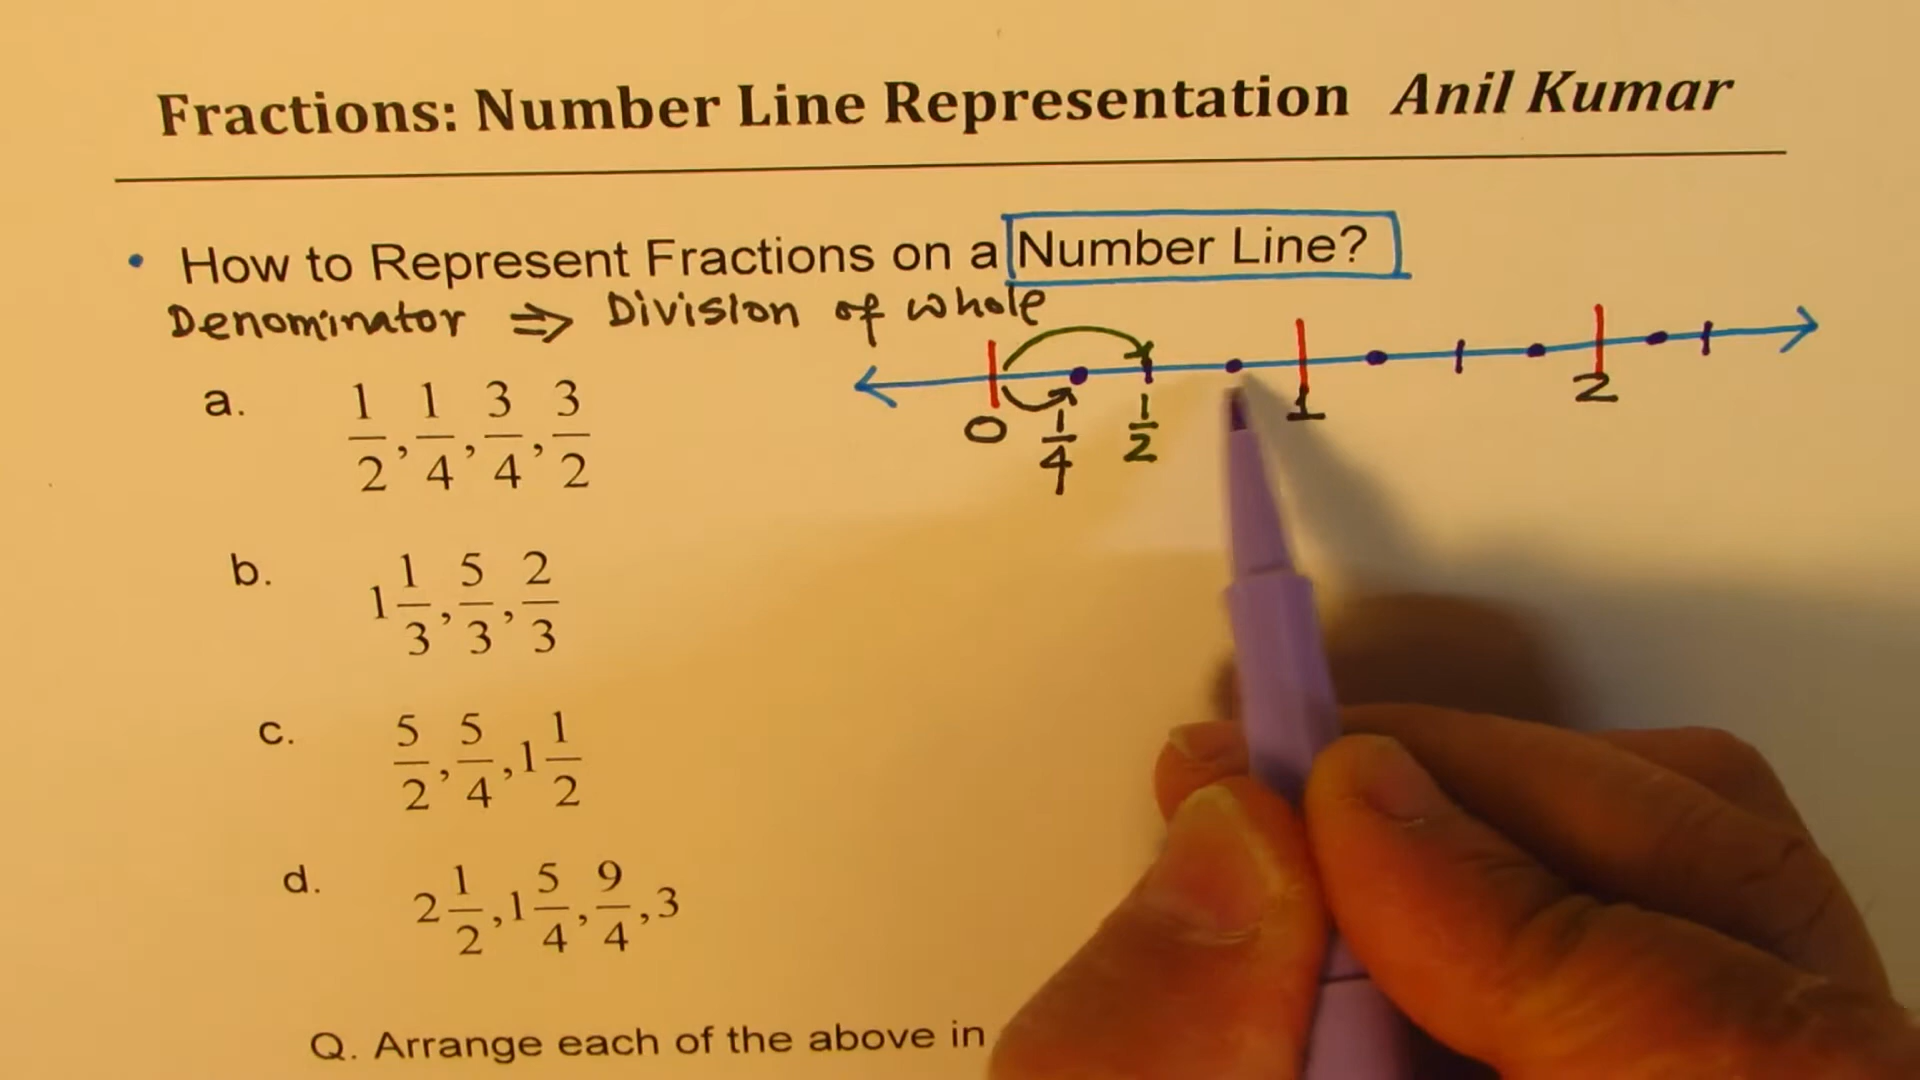 Fractions: Number Line Representation Anil Kumar
• How to Represent Fractions on a Number Line?
Denominator ⇒ Division of whole
0 1/4 1/2 1 2
a. 1/2, 1/4, 3/4, 3/2
b. 1 1/3, 5/3, 2/3
c. 5/2, 5/4, 1 1/2
d. 2 1/2, 1 5/4, 9/4, 3
Q. Arrange each of the above in